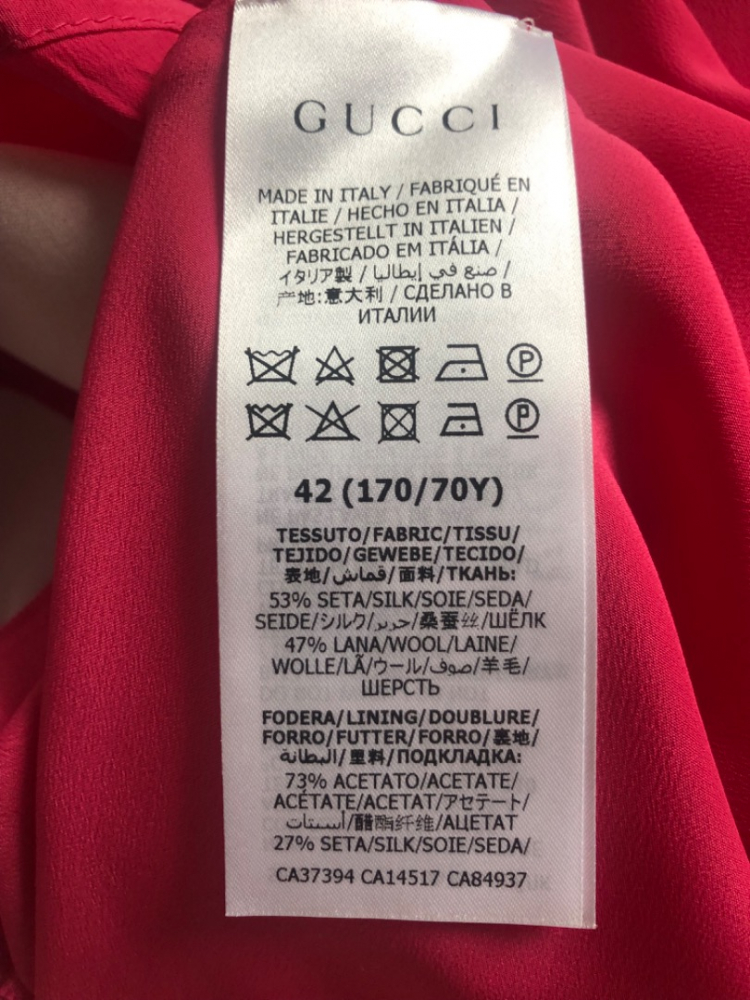 GUCCI
MADE IN ITALY / FABRIQUÉ EN
ITALIE / HECHO EN ITALIA /
HERGESTELLT IN ITALIEN /
FABRICADO EM ITÁLIA /
イタリア製 / صنع في إيطاليا /
产地:意大利 / СДЕЛАНО В
ИТАЛИИ
P
P
42 (170/70Y)
TESSUTO/FABRIC/TISSU/
TEJIDO/GEWEBE/TECIDO/
表地/قماش/面料/ТКАНЬ:
53% SETA/SILK/SOIE/SEDA/
SEIDE/シルク/حرير/桑蚕丝/ШЁЛК
47% LANA/WOOL/LAINE/
WOLLE/LÃ/ウール/صوف/羊毛/
ШЕРСТЬ
FODERA/LINING/DOUBLURE/
FORRO/FUTTER/FORRO/裏地/
البطانة/里料/ПОДКЛАДКА:
73% ACETATO/ACETATE/
ACÉTATE/ACETAT/アセテート/
أسيتات/醋酯纤维/АЦЕТАТ
27% SETA/SILK/SOIE/SEDA/
CA37394 CA14517 CA84937